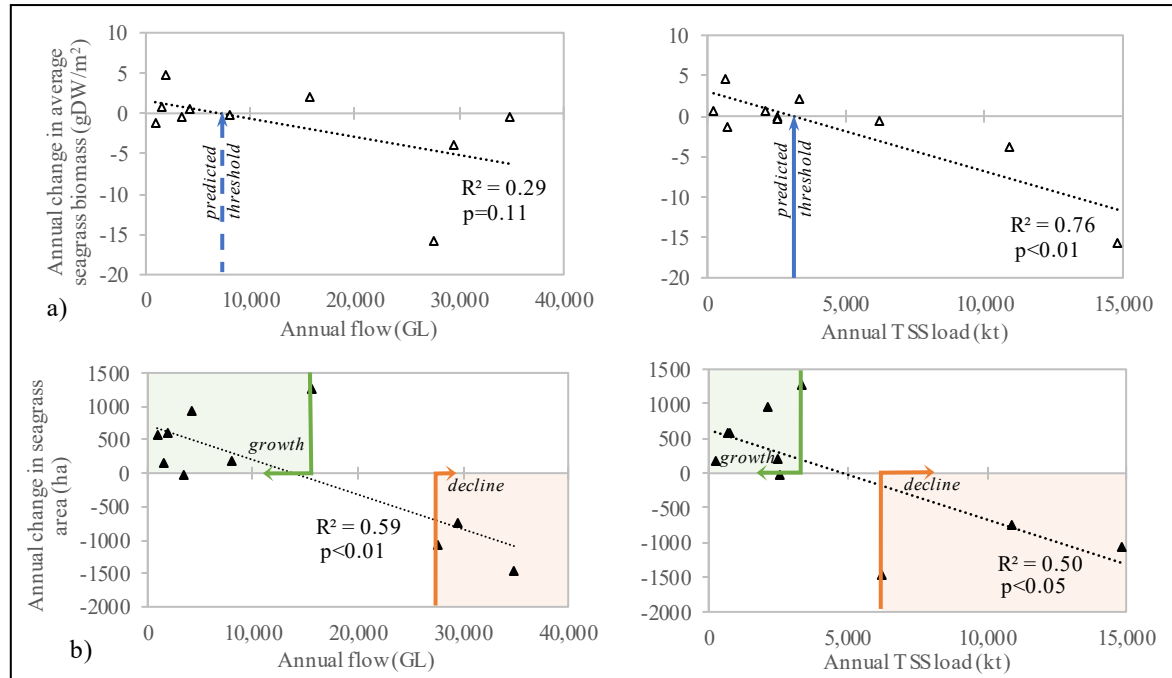 Annual change in average
seagrass biomass (gDW/m²)
10
5
0
-5
-10
-15
-20
predicted
threshold
R² = 0.29
p=0.11
0
10,000
20,000
30,000
40,000
Annual flow (GL)
a)
10
5
0
-5
-10
-15
-20
predicted
threshold
R² = 0.76
p<0.01
0
5,000
10,000
15,000
Annual TSS load (kt)
Annual change in seagrass
area (ha)
1500
1000
500
0
-500
-1000
-1500
-2000
growth
decline
R² = 0.59
p<0.01
0
10,000
20,000
30,000
40,000
Annual flow (GL)
b)
1500
1000
500
0
-500
-1000
-1500
-2000
growth
decline
R² = 0.50
p<0.05
0
5,000
10,000
15,000
Annual TSS load (kt)